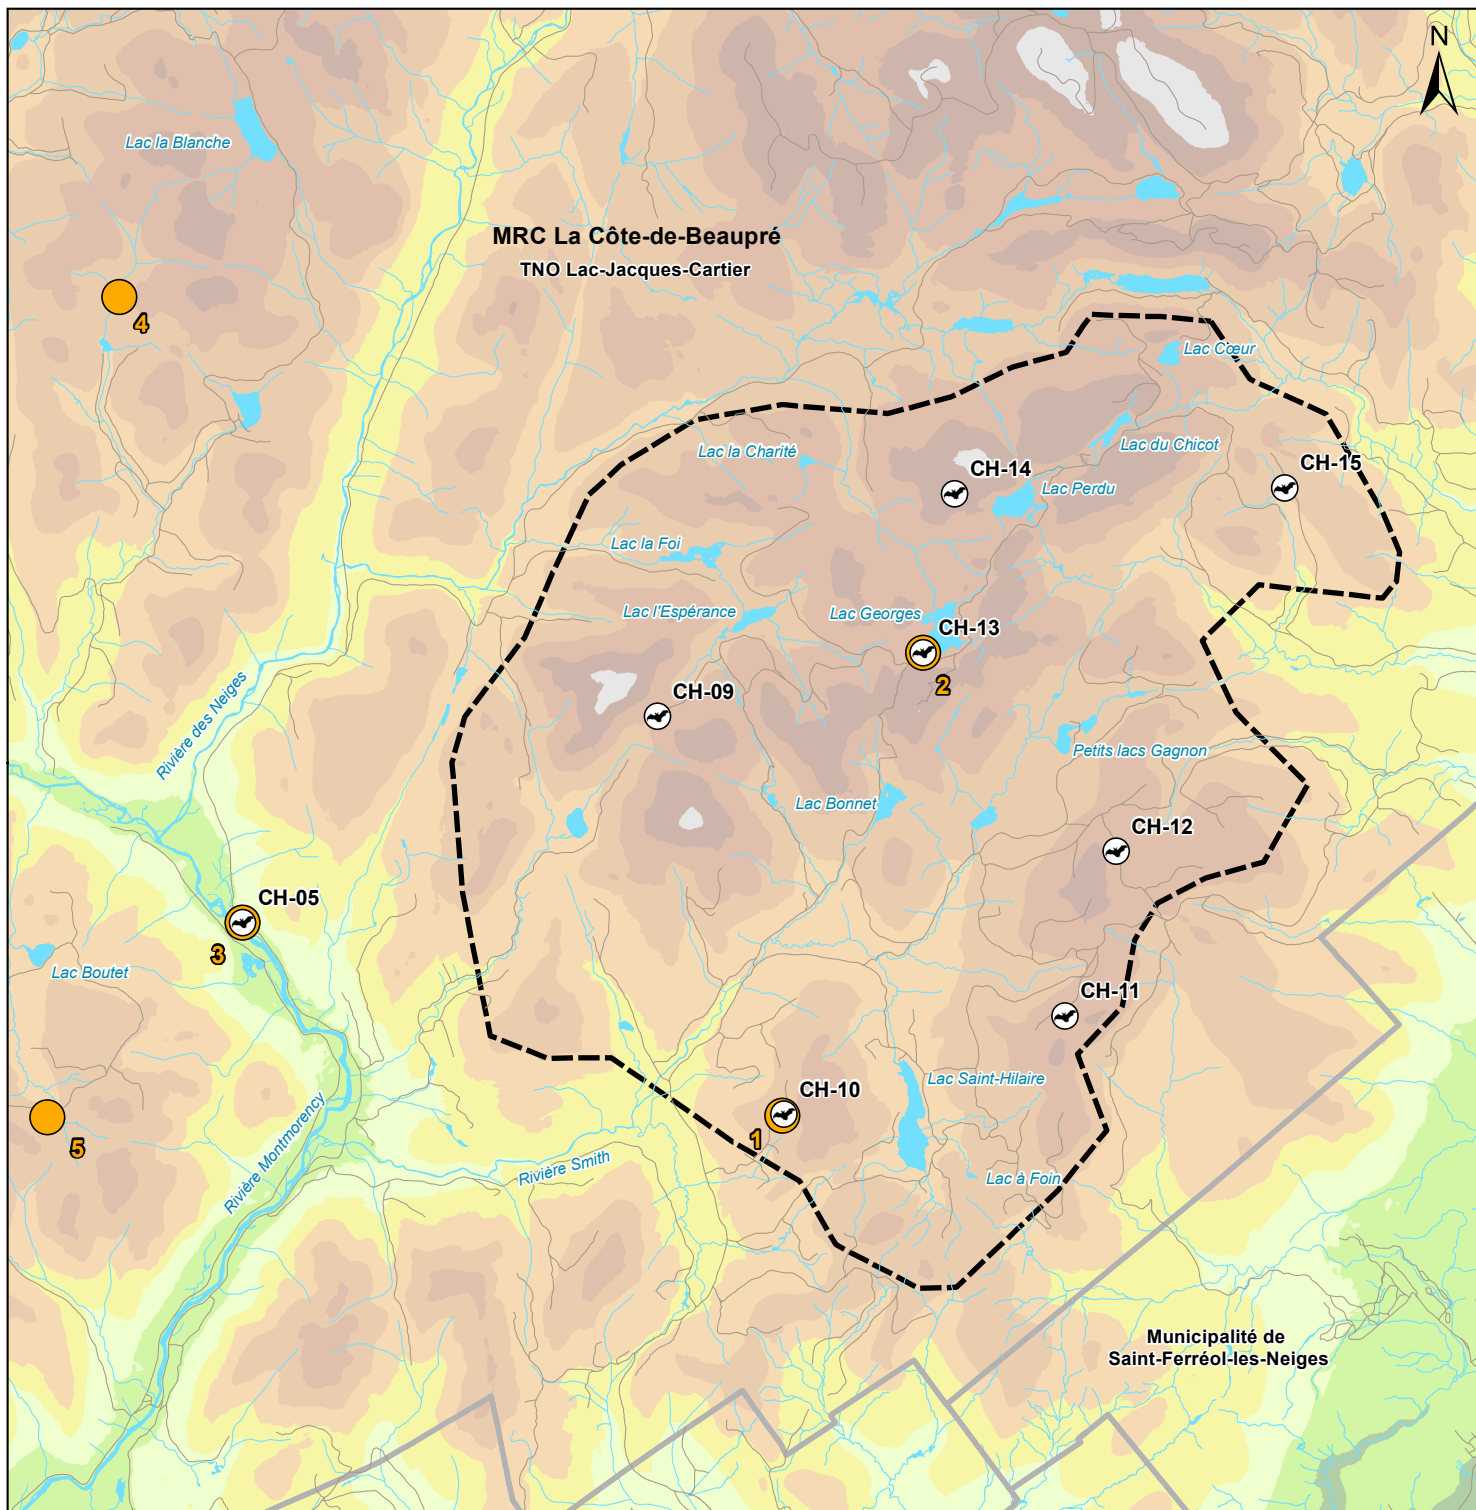 N
Lac la Blanche
MRC La Côte-de-Beaupré
TNO Lac-Jacques-Cartier
4
Lac Cœur
Lac du Chicot
Lac la Charité
CH-14
CH-15
Lac Perdu
Lac la Foi
Lac l'Espérance
Lac Georges
CH-13
2
CH-09
Rivière des Neiges
Petits lacs Gagnon
Lac Bonnet
CH-12
CH-05
3
Lac Boutet
CH-11
Lac Saint-Hilaire
CH-10
1
5
Rivière Montmorency
Rivière Smith
Lac à Foin
Municipalité de
Saint-Ferréol-les-Neiges